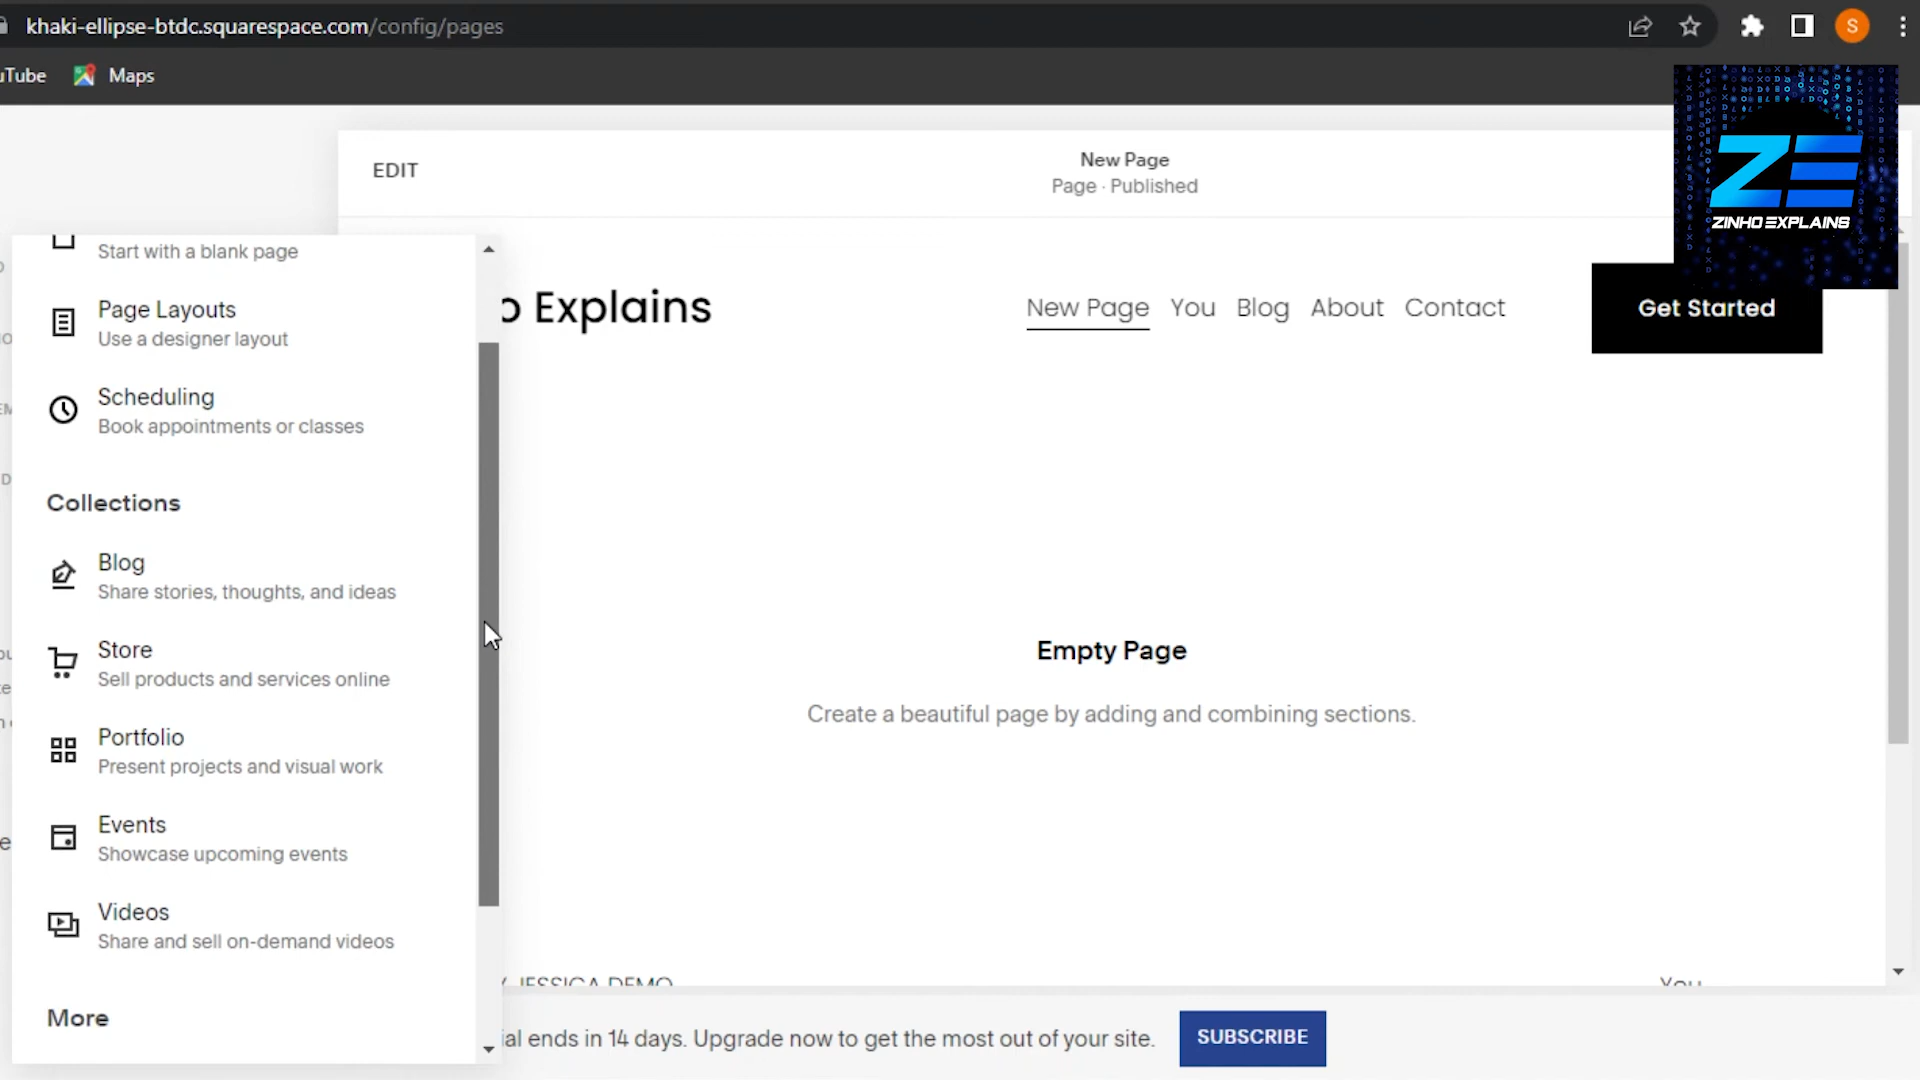 khaki-ellipse-btdc.squarespace.com/config/pages
S
Maps
ZE
ZINHO EXPLAINS
EDIT
New Page
Page · Published
Start with a blank page
Page Layouts
Use a designer layout
Scheduling
Book appointments or classes
Collections
Blog
Share stories, thoughts, and ideas
Store
Sell products and services online
Portfolio
Present projects and visual work
Events
Showcase upcoming events
Videos
Share and sell on-demand videos
More
Explains
New Page You Blog About Contact
Get Started
Empty Page
Create a beautiful page by adding and combining sections.
JESSICA DEMO
You
ends in 14 days. Upgrade now to get the most out of your site.
SUBSCRIBE